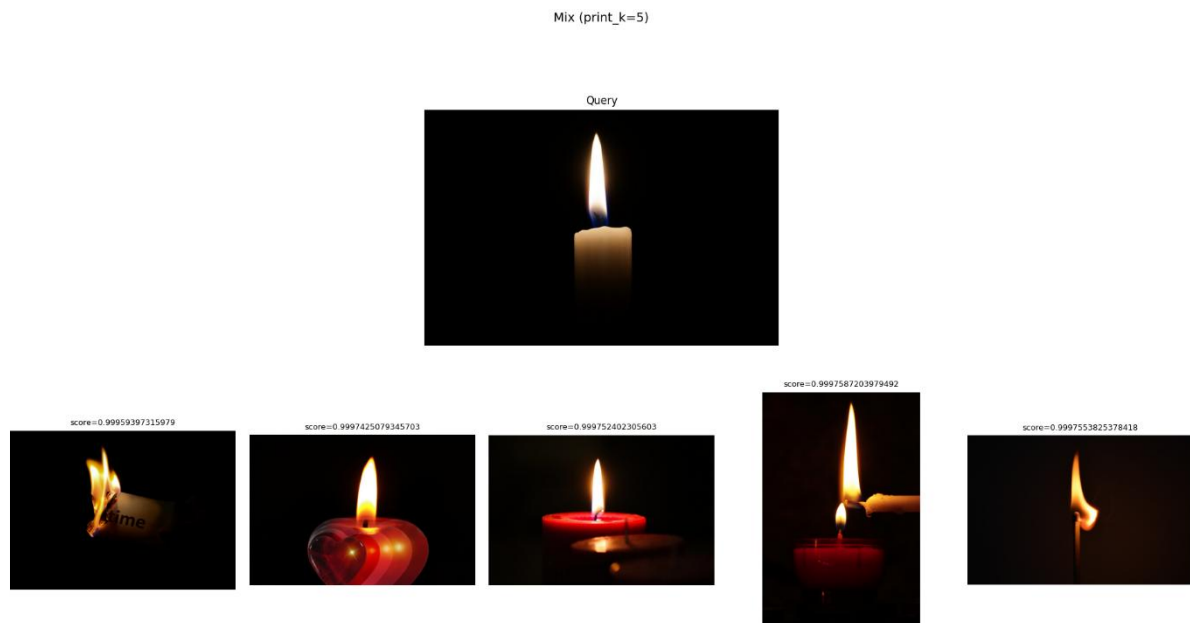 Mix (print_k=5)
Query
score=0.99959397315979
score=0.9997425079345703
score=0.999752402305603
score=0.9997587203979492
score=0.9997553825378418
time